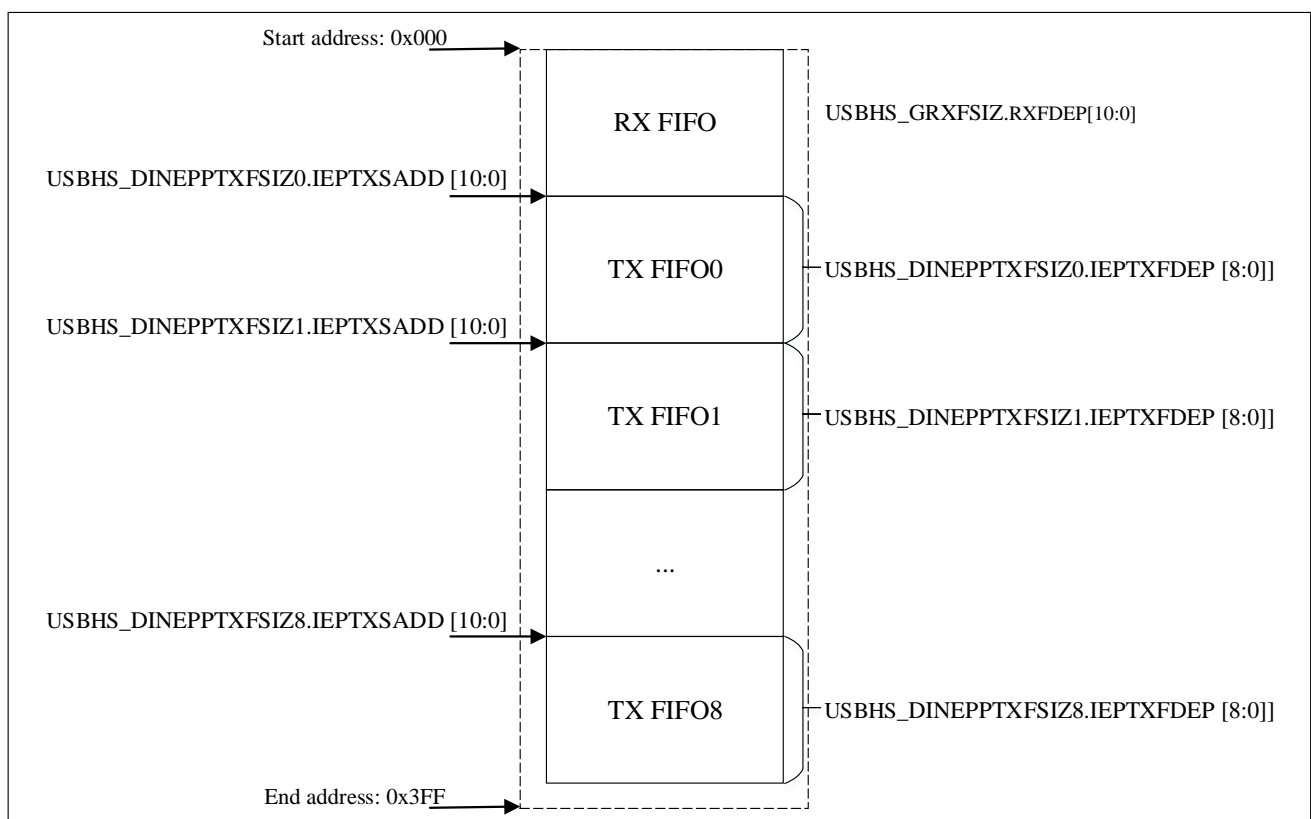 Start address: 0x000
RX FIFO
USBHS_GRXFSIZ.RXFDEP[10:0]
USBHS_DINEPPTXFSIZ0.IEPTXSADD [10:0]
TX FIFO0
USBHS_DINEPPTXFSIZ0.IEPTXFDEP [8:0]]
USBHS_DINEPPTXFSIZ1.IEPTXSADD [10:0]
TX FIFO1
USBHS_DINEPPTXFSIZ1.IEPTXFDEP [8:0]]
...
USBHS_DINEPPTXFSIZ8.IEPTXSADD [10:0]
TX FIFO8
USBHS_DINEPPTXFSIZ8.IEPTXFDEP [8:0]]
End address: 0x3FF